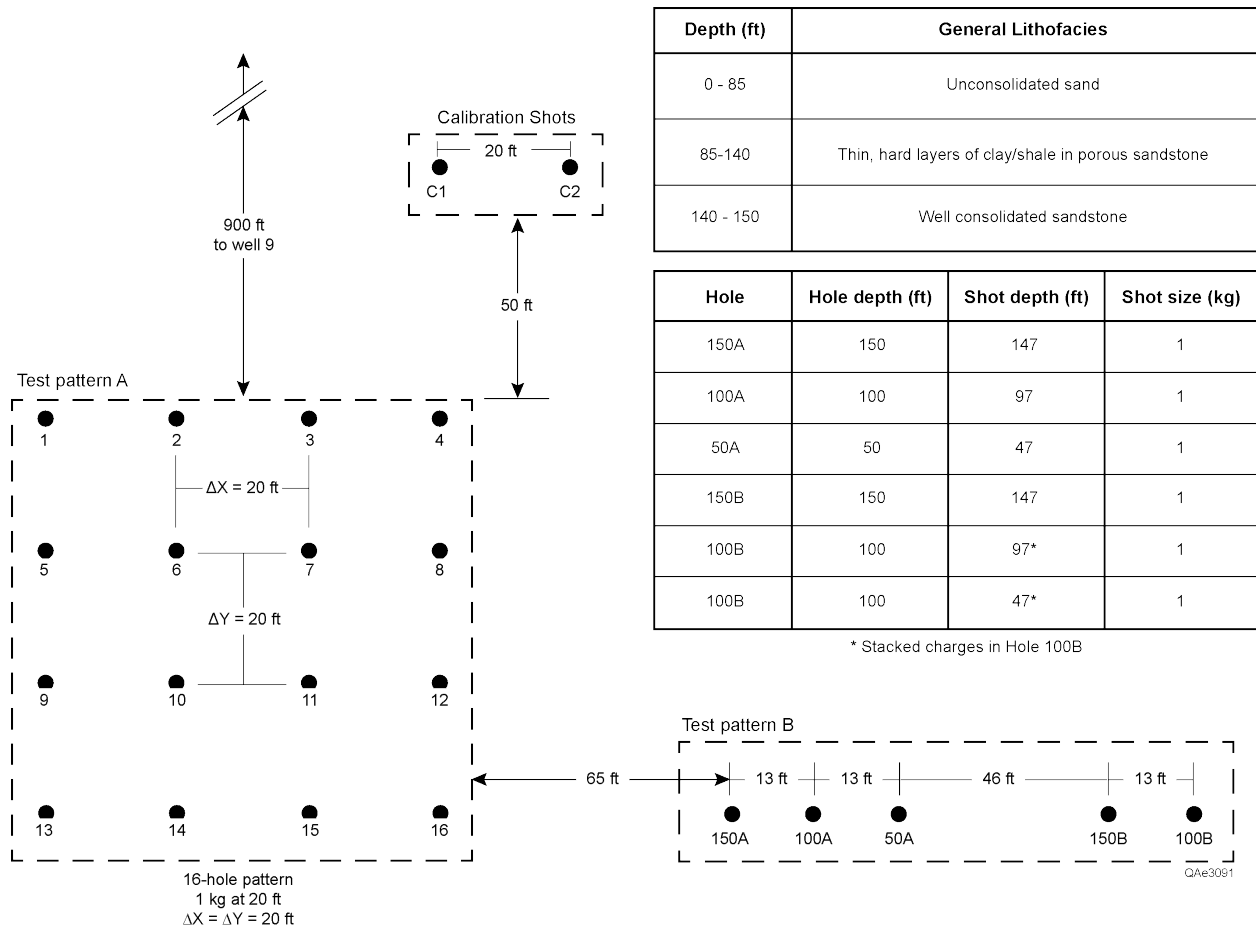 Calibration Shots
20 ft
C1 C2
900 ft
to well 9
50 ft
Test pattern A
1 2 3 4
ΔX = 20 ft
5 6 7 8
ΔY = 20 ft
9 10 11 12
13 14 15 16
16-hole pattern
1 kg at 20 ft
ΔX = ΔY = 20 ft
Depth (ft) General Lithofacies
0 - 85 Unconsolidated sand
85-140 Thin, hard layers of clay/shale in porous sandstone
140 - 150 Well consolidated sandstone
Hole Hole depth (ft) Shot depth (ft) Shot size (kg)
150A 150 147 1
100A 100 97 1
50A 50 47 1
150B 150 147 1
100B 100 97* 1
100B 100 47* 1
* Stacked charges in Hole 100B
Test pattern B
65 ft 13 ft 13 ft 46 ft 13 ft
150A 100A 50A 150B 100B
QAe3091